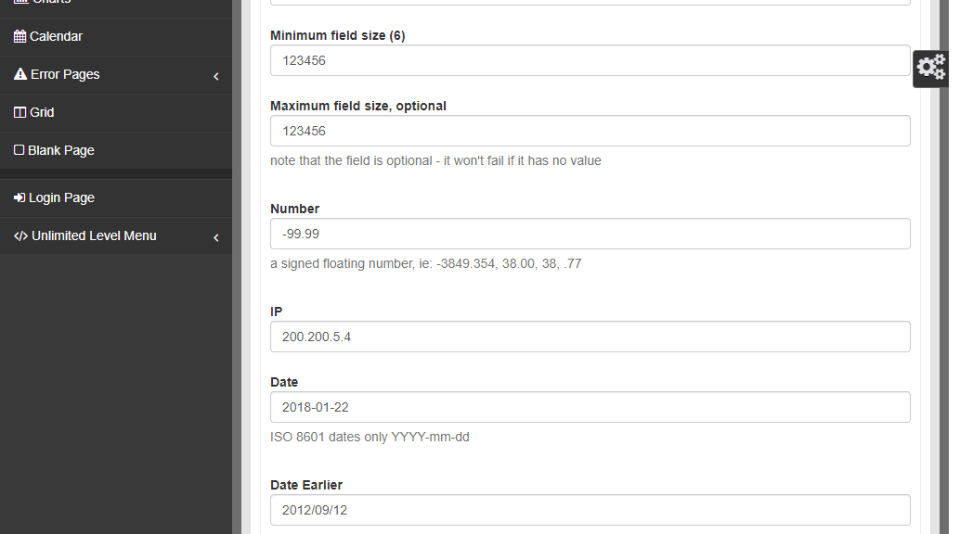 Charts
Calendar
Error Pages
Grid
Blank Page
Login Page
Unlimited Level Menu
Minimum field size (6)
123456
Maximum field size, optional
123456
note that the field is optional - it won't fail if it has no value
Number
-99.99
a signed floating number, ie: -3849.354, 38.00, 38, .77
IP
200.200.5.4
Date
2018-01-22
ISO 8601 dates only YYYY-mm-dd
Date Earlier
2012/09/12